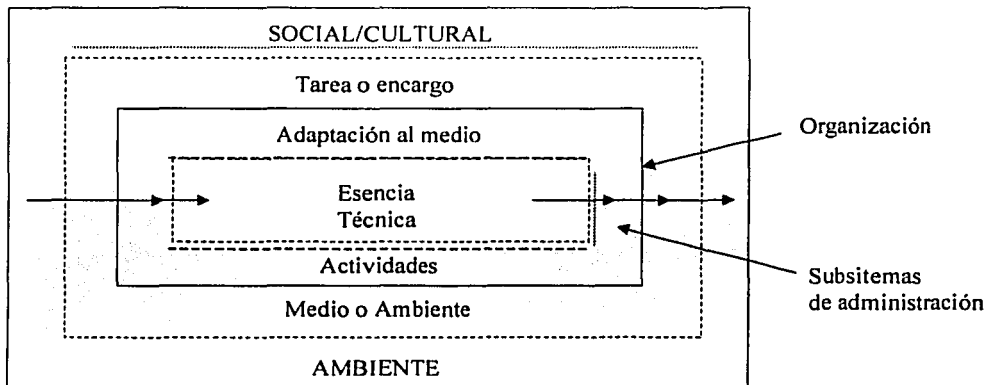 SOCIAL/CULTURAL
Tarea o encargo
Adaptación al medio
Organización
Esencia
Técnica
Actividades
Subsitemas
de administración
Medio o Ambiente
AMBIENTE